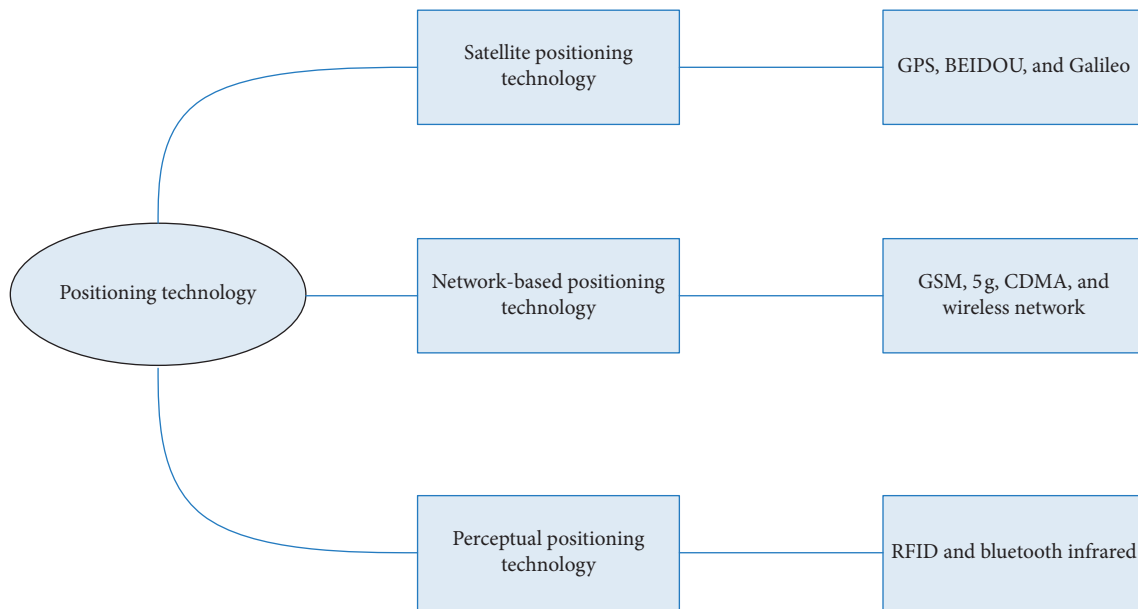 Satellite positioning
technology
GPS, BEIDOU, and Galileo
Positioning technology
Network-based positioning
technology
GSM, 5g, CDMA, and
wireless network
Perceptual positioning
technology
RFID and bluetooth infrared